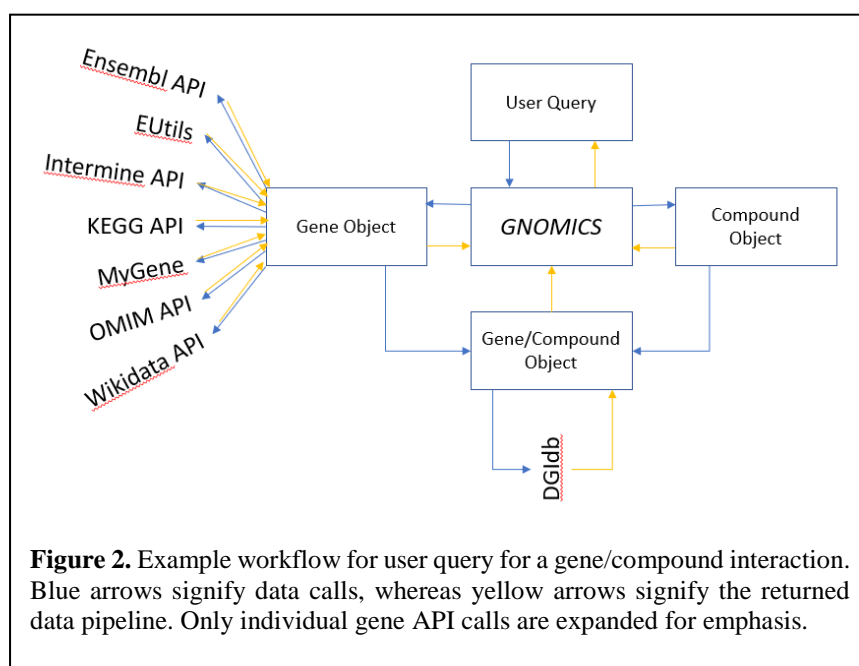 Ensembl API
EUtils
Intermine API
KEGG API
MyGene
OMIM API
Wikidata API
Gene Object
User Query
GNOMICS
Compound
Object
Gene/Compound
Object
DGIdb
Figure 2. Example workflow for user query for a gene/compound interaction.
Blue arrows signify data calls, whereas yellow arrows signify the returned
data pipeline. Only individual gene API calls are expanded for emphasis.